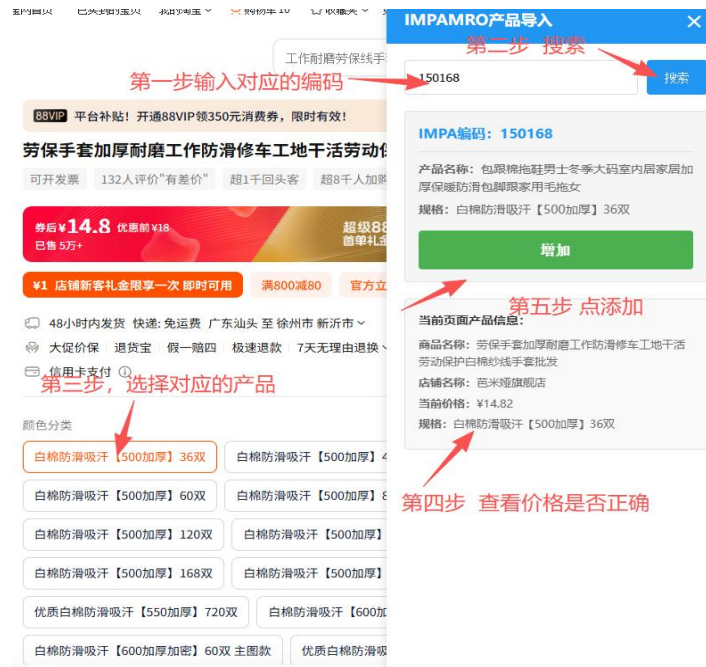 已买到的宝贝
工作耐磨劳保线手
第一步输入对应的编码
88VIP 平台补贴！开通88VIP领350元消费券，限时有效！
劳保手套加厚耐磨工作防滑修车工地干活劳动保
可开发票 132人评价"有差价" 超1千回头客 超8千人加购
券后¥14.8 优惠前¥18
已售 5万+
超级88
首单礼金
¥1 店铺新客礼金限享一次 即时可用 满800减80 官方立
48小时内发货 快递: 免运费 广东汕头 至 徐州市 新沂市
大促价保 退货宝 假一赔四 极速退款 7天无理由退换
信用卡支付
第三步，选择对应的产品
颜色分类
白棉防滑吸汗【500加厚】36双 白棉防滑吸汗【500加厚】4
白棉防滑吸汗【500加厚】60双 白棉防滑吸汗【500加厚】8
白棉防滑吸汗【500加厚】120双 白棉防滑吸汗【500加厚】
白棉防滑吸汗【500加厚】168双 白棉防滑吸汗【500加厚】
优质白棉防滑吸汗【550加厚】720双 白棉防滑吸汗【600加
白棉防滑吸汗【600加厚加密】60双 主图款 优质白棉防滑吸
IMPAMRO产品导入
第二步 搜索
150168
搜索
IMPA编码：150168
产品名称：包跟棉拖鞋男士冬季大码室内居家居加
厚保暖防滑包脚跟家用毛拖女
规格：白棉防滑吸汗【500加厚】36双
增加
第五步 点添加
当前页面产品信息：
商品名称：劳保手套加厚耐磨工作防滑修车工地干活
劳动保护白棉纱线手套批发
店铺名称：芭米娅旗舰店
当前价格：¥14.82
规格：白棉防滑吸汗【500加厚】36双
第四步 查看价格是否正确